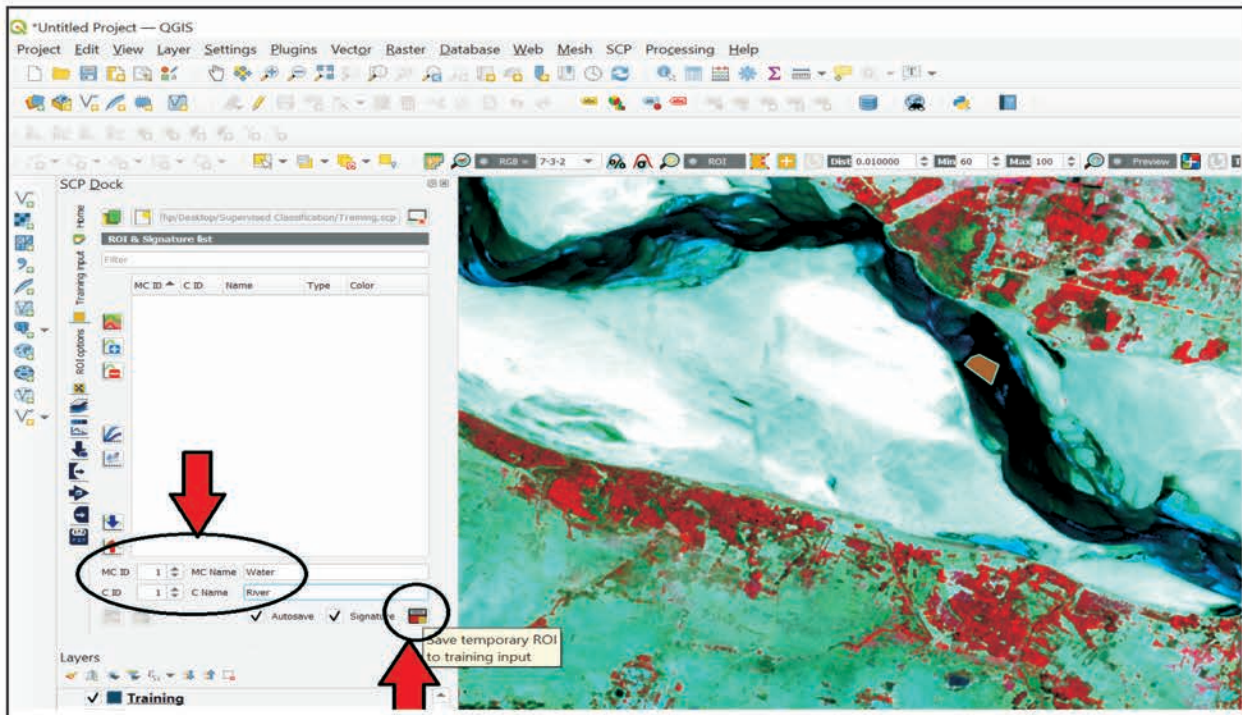 *Untitled Project — QGIS
Project Edit View Layer Settings Plugins Vector Raster Database Web Mesh SCP Processing Help
RGB = 7-3-2 ROI Dist 0.010000 Min 60 Max 100 Preview
SCP Dock
Home
Training input
ROI options
hp/Desktop/Supervised Classification/Training.scp
ROI & Signature list
Filter
MC ID C ID Name Type Color
MC ID 1 MC Name Water
C ID 1 C Name River
Autosave Signature
Save temporary ROI
to training input
Layers
Training